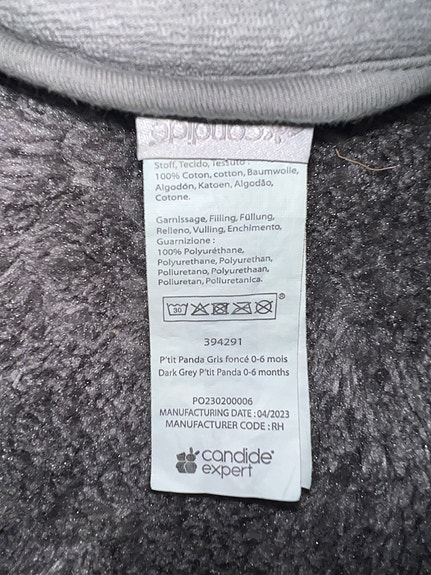 candide
Stoff, Tecido, Tessuto :
100% Coton, cotton, Baumwolle,
Algodón, Katoen, Algodão,
Cotone.
Garnissage, Filling, Füllung,
Relleno, Vulling, Enchimento,
Guarnizione :
100% Polyuréthane,
Polyurethane, Polyurethan,
Poliuretano, Polyurethaan,
Poliuretan, Poliuretanica.
30 ®
394291
P'tit Panda Gris foncé 0-6 mois
Dark Grey P'tit Panda 0-6 months
PO230200006
MANUFACTURING DATE : 04/2023
MANUFACTURER CODE : RH
candide®
expert